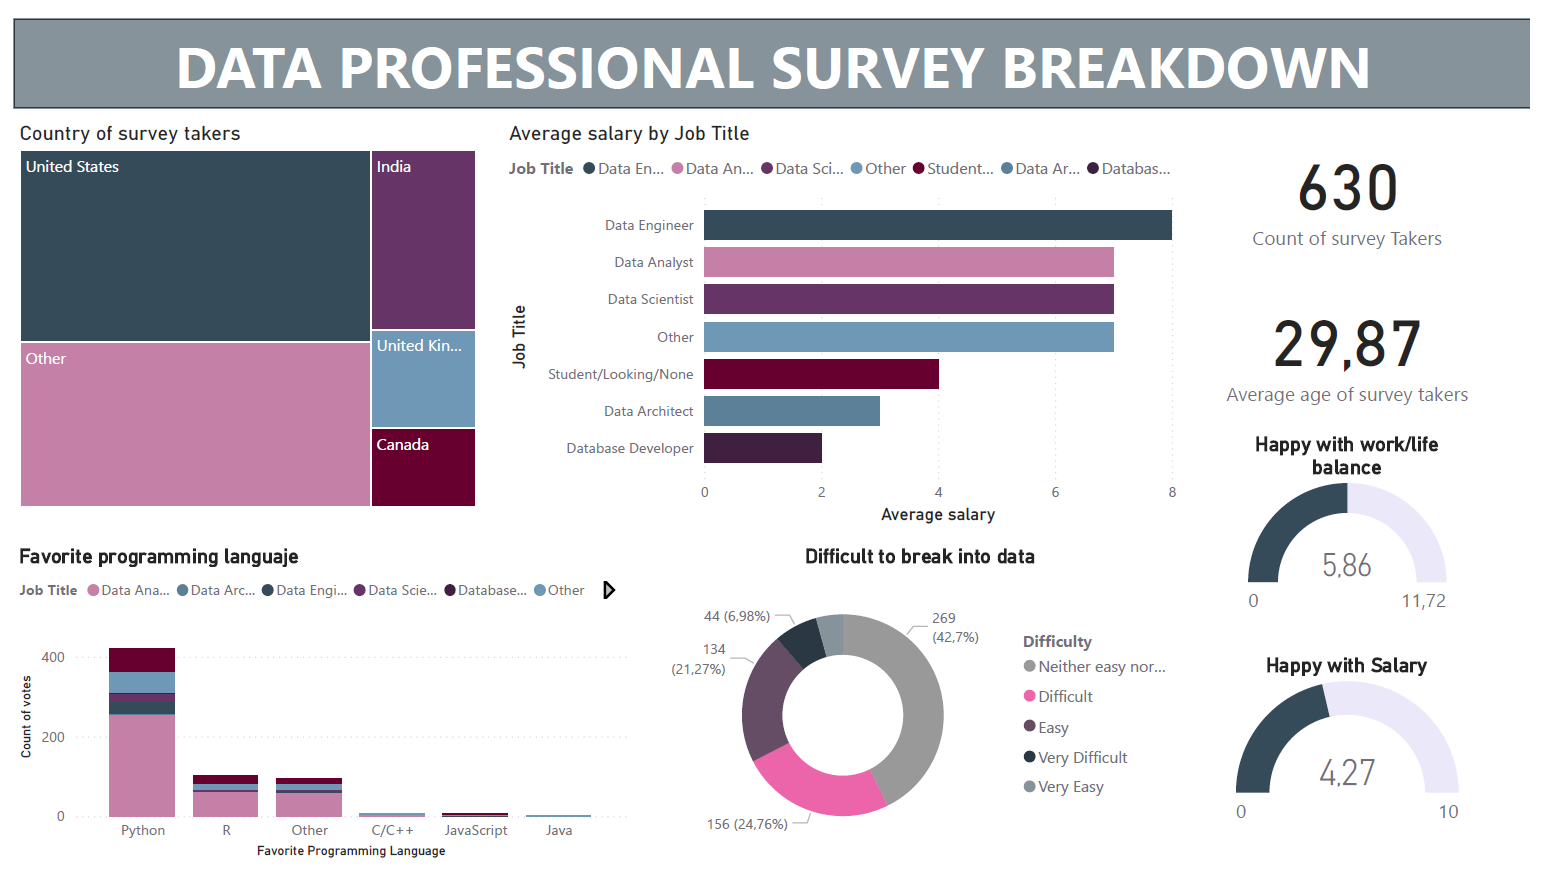 DATA PROFESSIONAL SURVEY BREAKDOWN
Country of survey takers
United States
India
Other
United Kin...
Canada
Average salary by Job Title
Job Title Data En... Data An... Data Sci... Other Student... Data Ar... Databas...
Job Title
Data Engineer
Data Analyst
Data Scientist
Other
Student/Looking/None
Data Architect
Database Developer
0 2 4 6 8
Average salary
630
Count of survey Takers
29,87
Average age of survey takers
Happy with work/life
balance
5,86
0 11,72
Happy with Salary
4,27
0 10
Favorite programming languaje
Job Title Data Ana... Data Arc... Data Engi... Data Scie... Database... Other
Count of votes
400
200
0
Python R Other C/C++ JavaScript Java
Favorite Programming Language
Difficult to break into data
44 (6,98%)
134
(21,27%)
156 (24,76%)
269
(42,7%)
Difficulty
Neither easy nor...
Difficult
Easy
Very Difficult
Very Easy